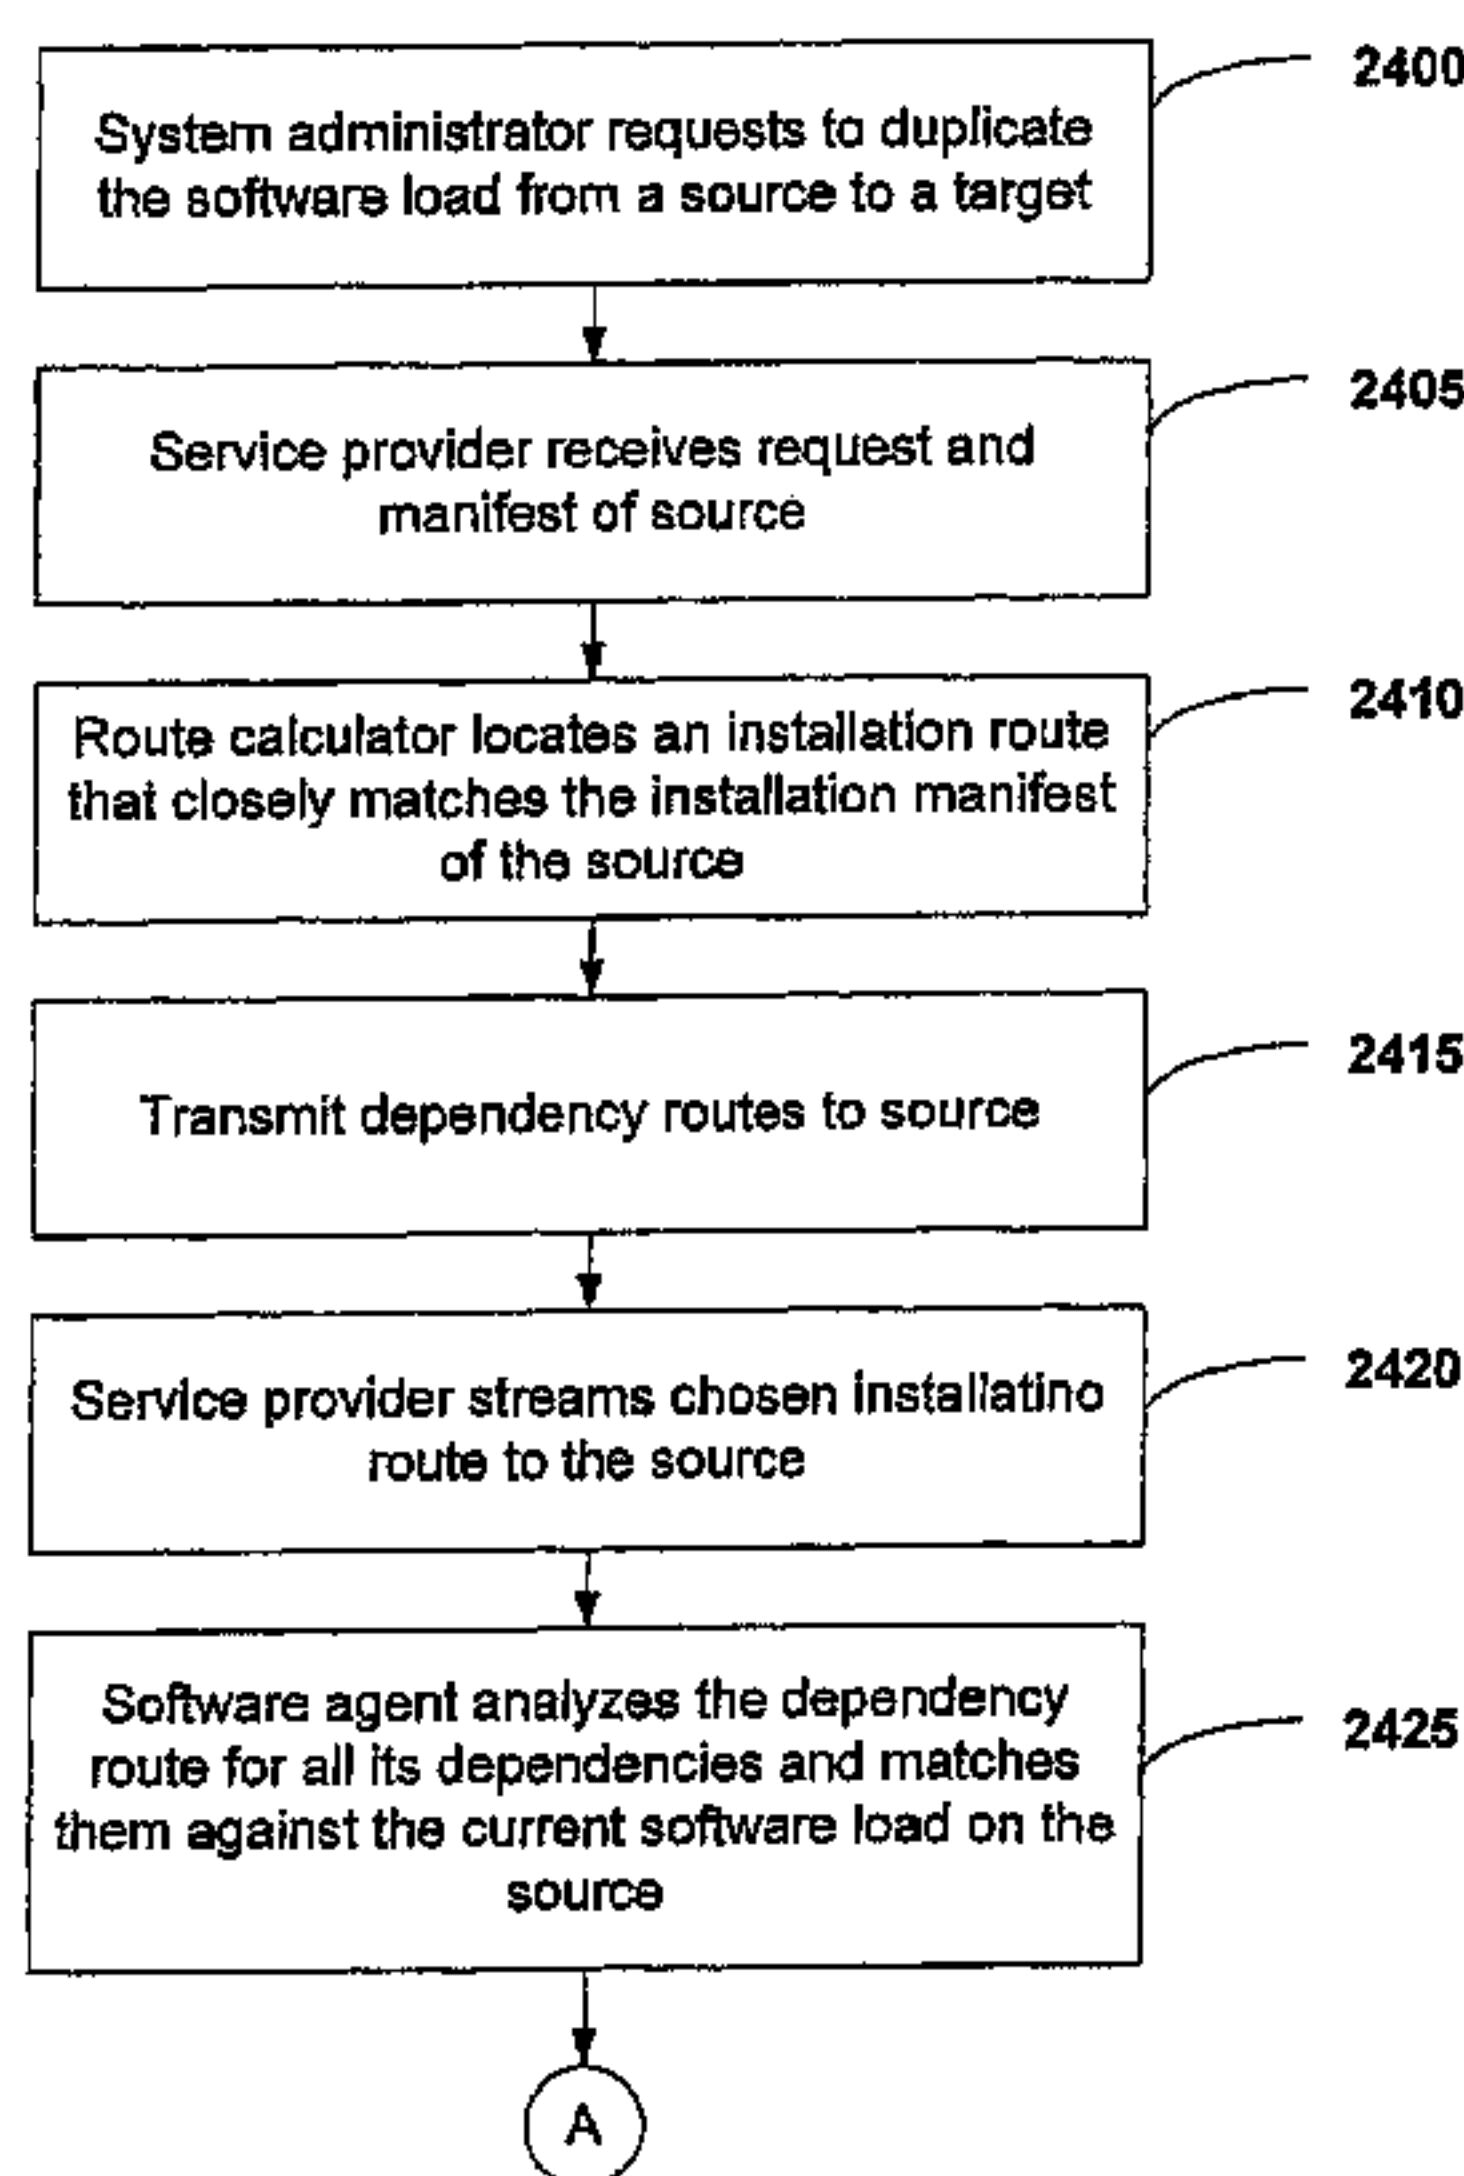 System administrator requests to duplicate
the software load from a source to a target
2400
Service provider receives request and
manifest of source
2405
Route calculator locates an installation route
that closely matches the installation manifest
of the source
2410
Transmit dependency routes to source
2415
Service provider streams chosen installatino
route to the source
2420
Software agent analyzes the dependency
route for all its dependencies and matches
them against the current software load on the
source
2425
A